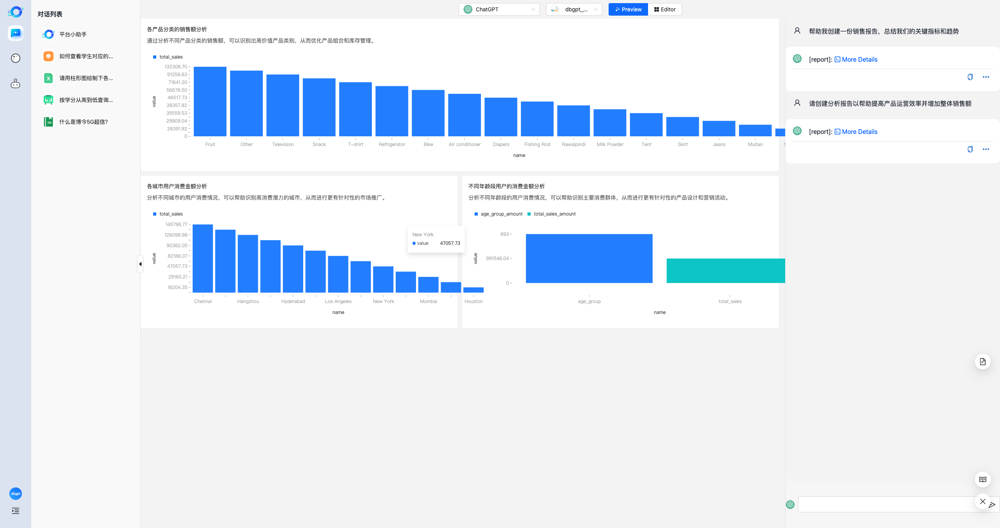 对话列表
平台小助手
如何查看学生对应的...
请用柱形图绘制下各...
按学分从高到低查询...
什么是博今5G超信?
dbgpt
ChatGPT
dbgpt_...
Preview
Editor
各产品分类的销售额分析
通过分析不同产品分类的销售额，可以识别出高价值产品类别，从而优化产品组合和库存管理。
total_sales
132308.70
91256.63
71641.30
56678.50
46517.73
39357.82
35559.53
29909.04
28391.92
0
value
Fruit Other Television Snack T-shirt Refrigerator Bike Air conditioner Diapers Fishing Rod Rawalpindi Milk Powder Tent Skirt Jeans Multan
name
各城市用户消费金额分析
分析不同城市的用户消费情况，可以帮助识别高消费潜力的城市，从而进行更有针对性的市场推广。
total_sales
145798.77
126098.98
90362.05
82186.07
47057.73
29160.21
16204.35
value
New York
value 47057.73
Chennai Hangzhou Hyderabad Los Angeles New York Mumbai Houston
name
不同年龄段用户的消费金额分析
分析不同年龄段的用户消费情况，可以帮助识别主要消费群体，从而进行更有针对性的产品设计和营销活动。
age_group_amount total_sales_amount
893
991546.04
0
value
age_group total_sales
name
帮助我创建一份销售报告，总结我们的关键指标和趋势
[report]: More Details
请创建分析报告以帮助提高产品运营效率并增加整体销售额
[report]: More Details